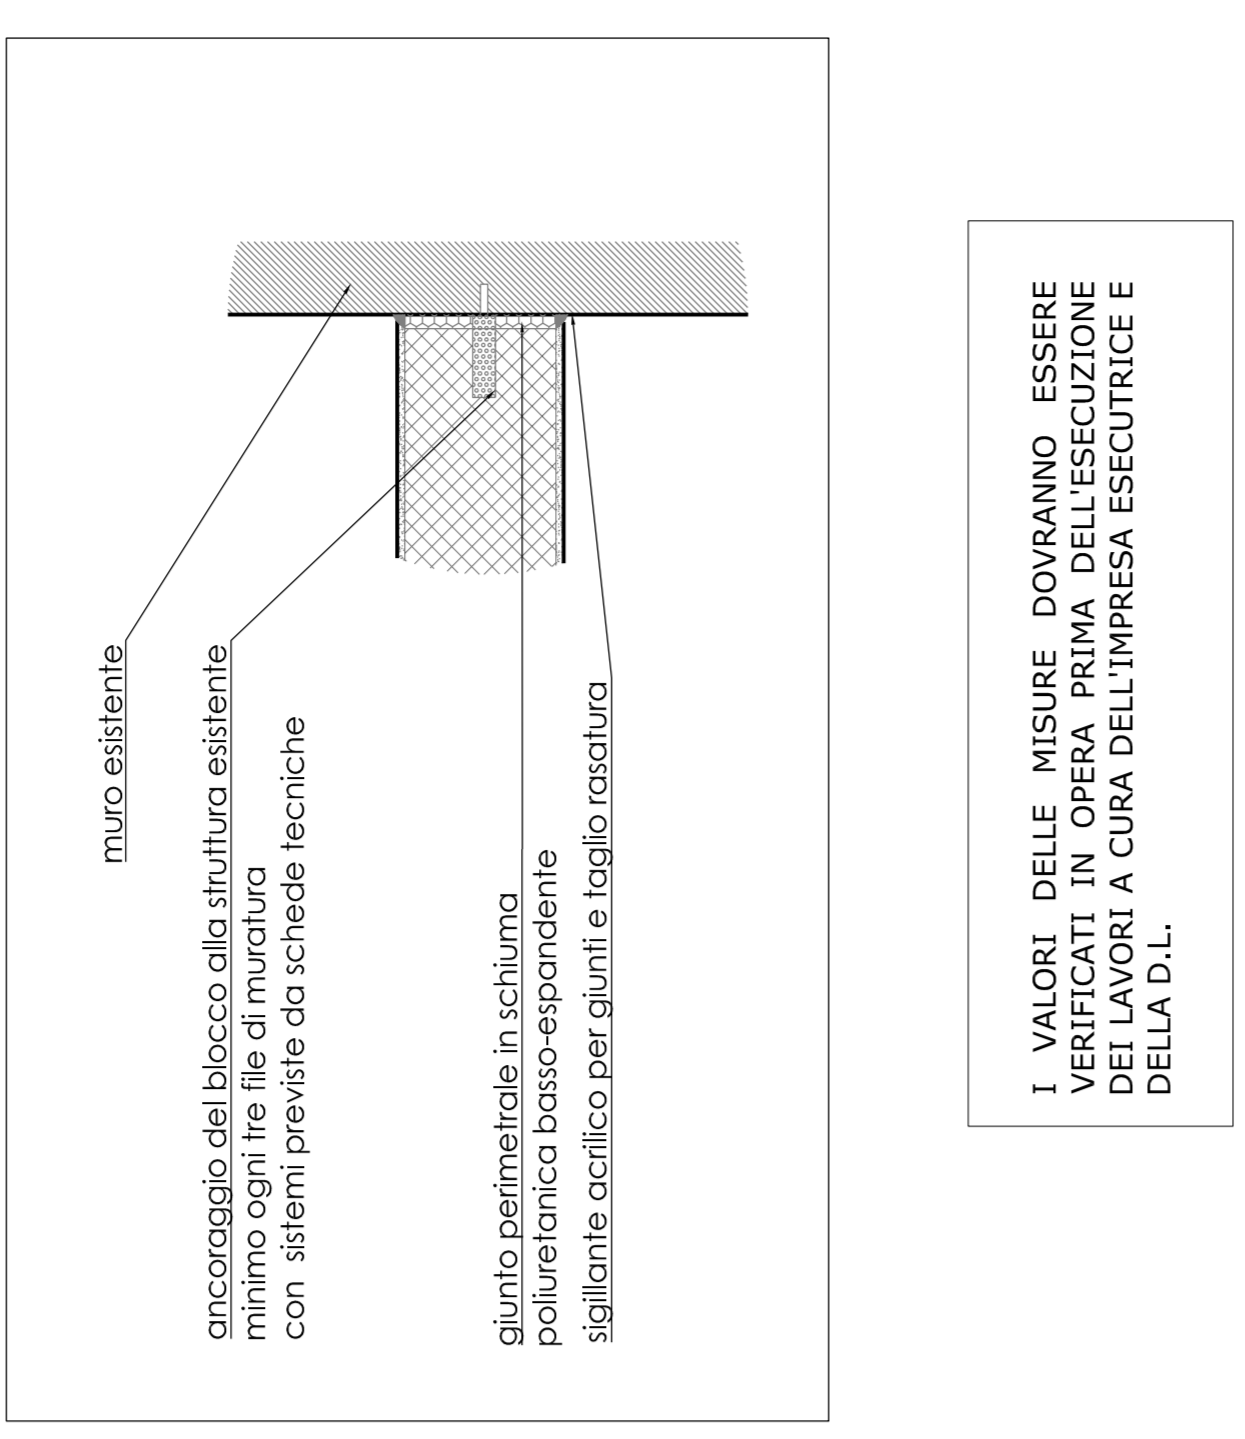 muro esistente
ancoraggio del blocco alla struttura esistente
minimo ogni tre file di muratura
con sistemi previste da schede tecniche
giunto perimetrale in schiuma
poliuretanica basso-espandente
sigillante acrilico per giunti e taglio rasatura
I VALORI DELLE MISURE DOVRANNO ESSERE
VERIFICATI IN OPERA PRIMA DELL'ESECUZIONE
DEI LAVORI A CURA DELL'IMPRESA ESECUTRICE E
DELLA D.L.